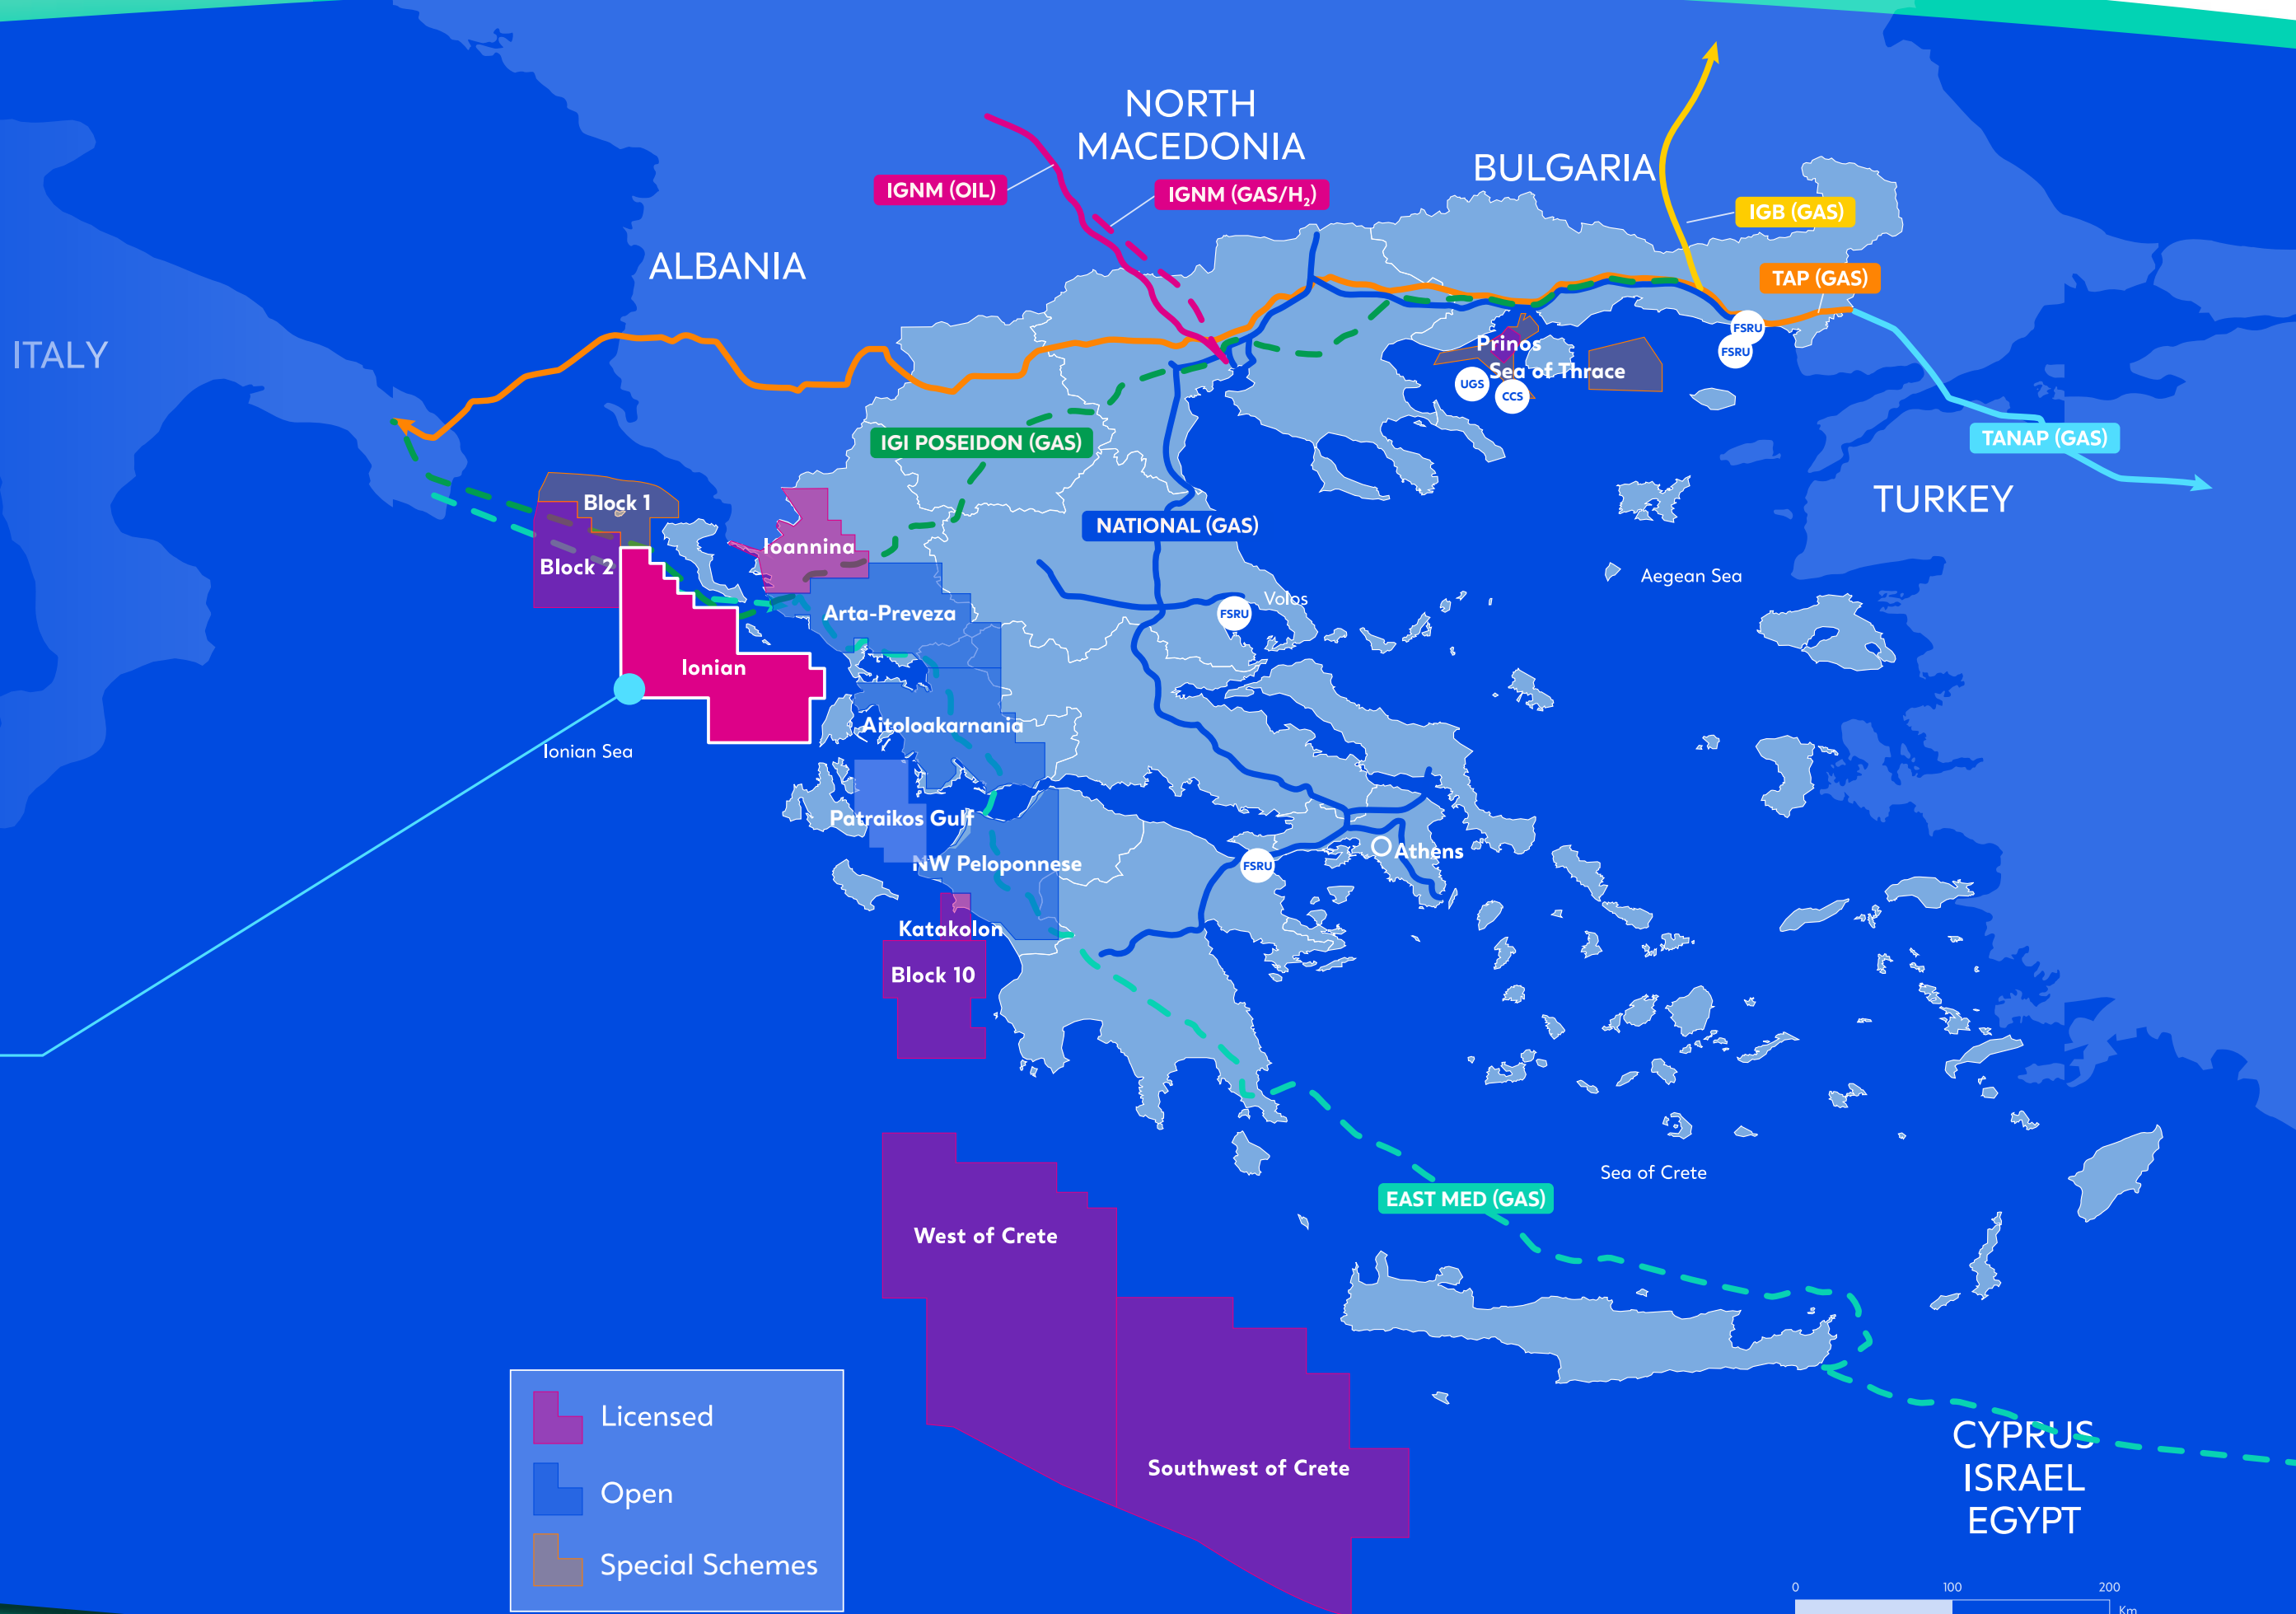 NORTH
MACEDONIA
BULGARIA
IGNM (OIL)
IGNM (GAS/H₂)
IGB (GAS)
ALBANIA
TAP (GAS)
ITALY
FSRU
FSRU
Prinos
Sea of Thrace
UGS
CCS
IGI POSEIDON (GAS)
TANAP (GAS)
TURKEY
Block 1
NATIONAL (GAS)
Ioannina
Block 2
Aegean Sea
Arta-Preveza
Volos
FSRU
Ionian
Aitoloakarnania
Ionian Sea
Patraikos Gulf
Athens
NW Peloponnese
FSRU
Katakolon
Block 10
Sea of Crete
EAST MED (GAS)
West of Crete
Licensed
Open
Special Schemes
Southwest of Crete
CYPRUS
ISRAEL
EGYPT
0 100 200
Km